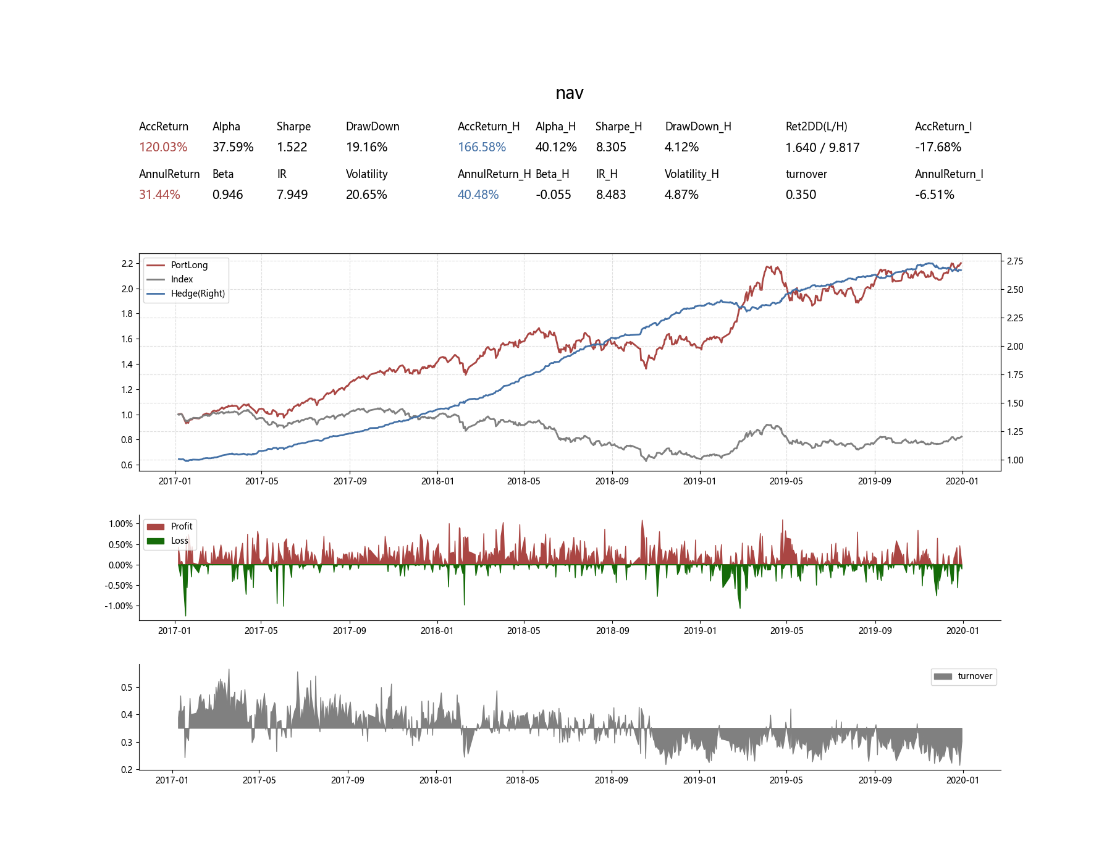 nav
AccReturn Alpha Sharpe DrawDown AccReturn_H Alpha_H Sharpe_H DrawDown_H Ret2DD(L/H) AccReturn_I
120.03% 37.59% 1.522 19.16% 166.58% 40.12% 8.305 4.12% 1.640 / 9.817 -17.68%
AnnulReturn Beta IR Volatility AnnulReturn_H Beta_H IR_H Volatility_H turnover AnnulReturn_I
31.44% 0.946 7.949 20.65% 40.48% -0.055 8.483 4.87% 0.350 -6.51%
PortLong
Index
Hedge(Right)
2.2
2.0
1.8
1.6
1.4
1.2
1.0
0.8
0.6
2.75
2.50
2.25
2.00
1.75
1.50
1.25
1.00
2017-01 2017-05 2017-09 2018-01 2018-05 2018-09 2019-01 2019-05 2019-09 2020-01
Profit
Loss
1.00%
0.50%
0.00%
-0.50%
-1.00%
2017-01 2017-05 2017-09 2018-01 2018-05 2018-09 2019-01 2019-05 2019-09 2020-01
turnover
0.5
0.4
0.3
0.2
2017-01 2017-05 2017-09 2018-01 2018-05 2018-09 2019-01 2019-05 2019-09 2020-01